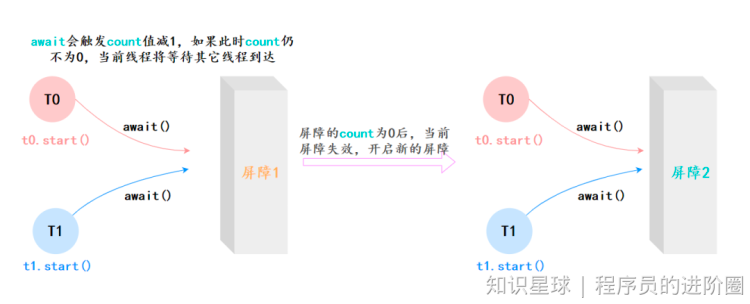 await会触发count值减1，如果此时count仍
不为0，当前线程将等待其它线程到达
T0
await()
t0.start()
屏障1
await()
T1
t1.start()
屏障的count为0后，当前
屏障失效，开启新的屏障
T0
await()
t0.start()
屏障2
await()
T1
t1.start()
知识星球 | 程序员的进阶圈